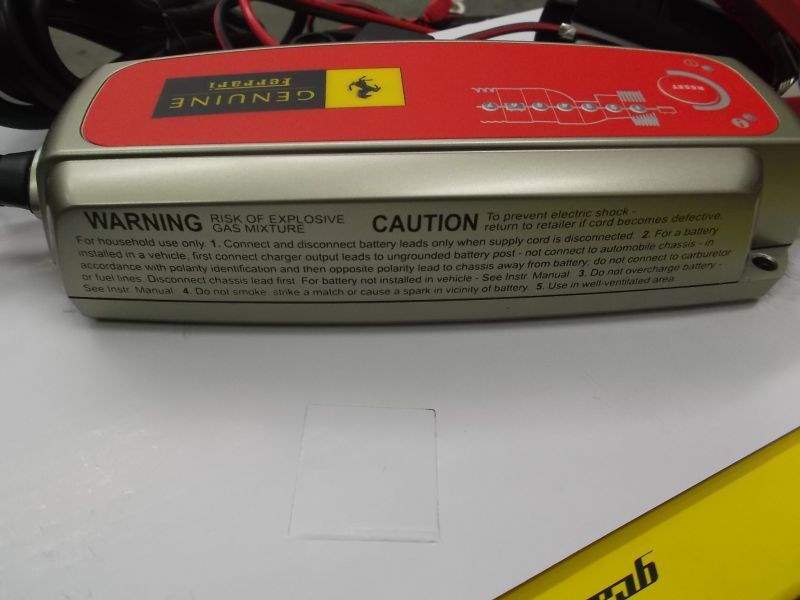 GENUINE
Ferrari
RESET
WARNING RISK OF EXPLOSIVE GAS MIXTURE
CAUTION To prevent electric shock - return to retailer if cord becomes defective.
For household use only. 1. Connect and disconnect battery leads only when supply cord is disconnected. 2. For a battery
installed in a vehicle, first connect charger output leads to ungrounded battery post - not connect to automobile chassis - in
accordance with polarity identification and then opposite polarity lead to chassis away from battery; do not connect to carburetor
or fuel lines. Disconnect chassis lead first. For battery not installed in vehicle - See Instr. Manual. 3. Do not overcharge battery -
See Instr. Manual. 4. Do not smoke, strike a match or cause a spark in vicinity of battery. 5. Use in well-ventilated area.